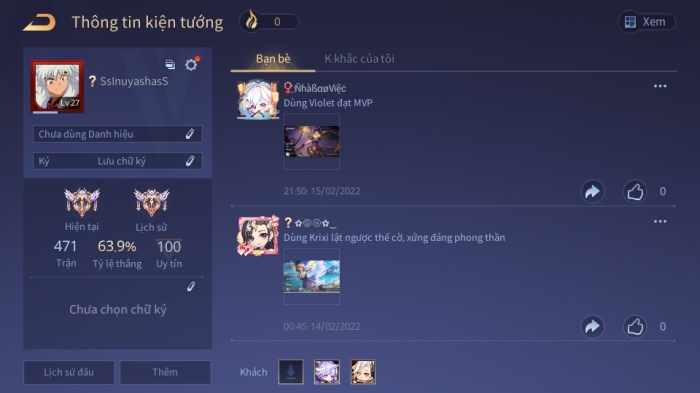 Thông tin kiện tướng
0
Xem
SsInuyashasS
Lv.27
Chưa dùng Danh hiệu
Ký Lưu chữ ký
Hiện tại Lịch sử
471 63.9% 100
Trận Tỷ lệ thắng Uy tín
Chưa chọn chữ ký
Lịch sử đấu Thêm
Bạn bè K.khắc của tôi
ÑhàßαøVïệċ
Dùng Violet đạt MVP
21:50: 15/02/2022
0
Dùng Krixi lật ngược thế cờ, xứng đáng phong thần
00:45: 14/02/2022
0
Khách